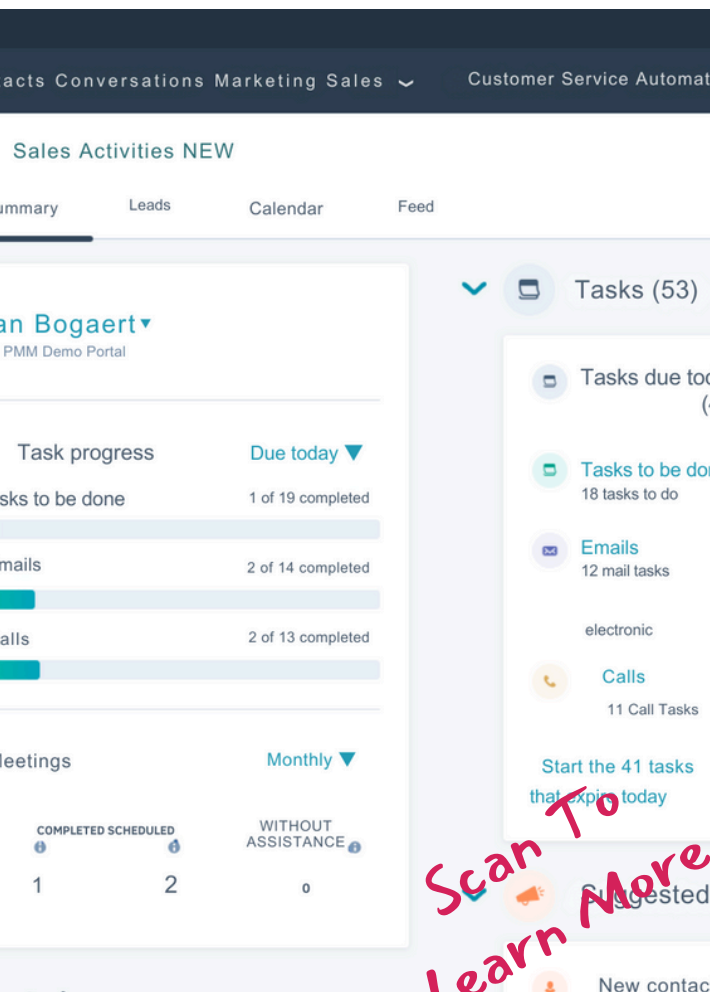 tacts Conversations Marketing Sales
Customer Service Automat
Sales Activities NEW
ummary Leads Calendar Feed
an Bogaert
PMM Demo Portal
Task progress Due today
sks to be done 1 of 19 completed
mails 2 of 14 completed
alls 2 of 13 completed
leetings Monthly
COMPLETED SCHEDULED WITHOUT
ASSISTANCE
1 2 0
Tasks (53)
Tasks due tod
(4
Tasks to be don
18 tasks to do
Emails
12 mail tasks
electronic
Calls
11 Call Tasks
Start the 41 tasks
that expire today
Suggested
New contac
Scan To
Learn More